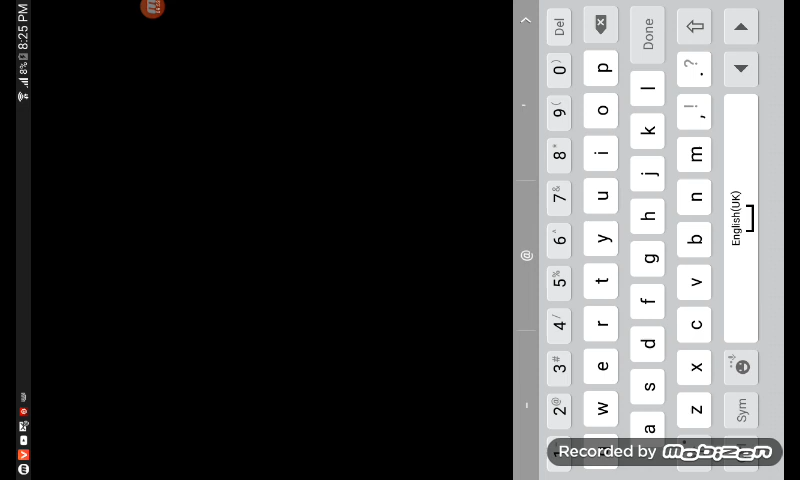 8% 8:25 PM
- @ '
2@ 3# 4/ 5% 6^ 7& 8* 9( 0) Del
w e r t y u i o p
a s d f g h j k l Done
z x c v b n m ,! .?
Sym English(UK)
Recorded by mobizen